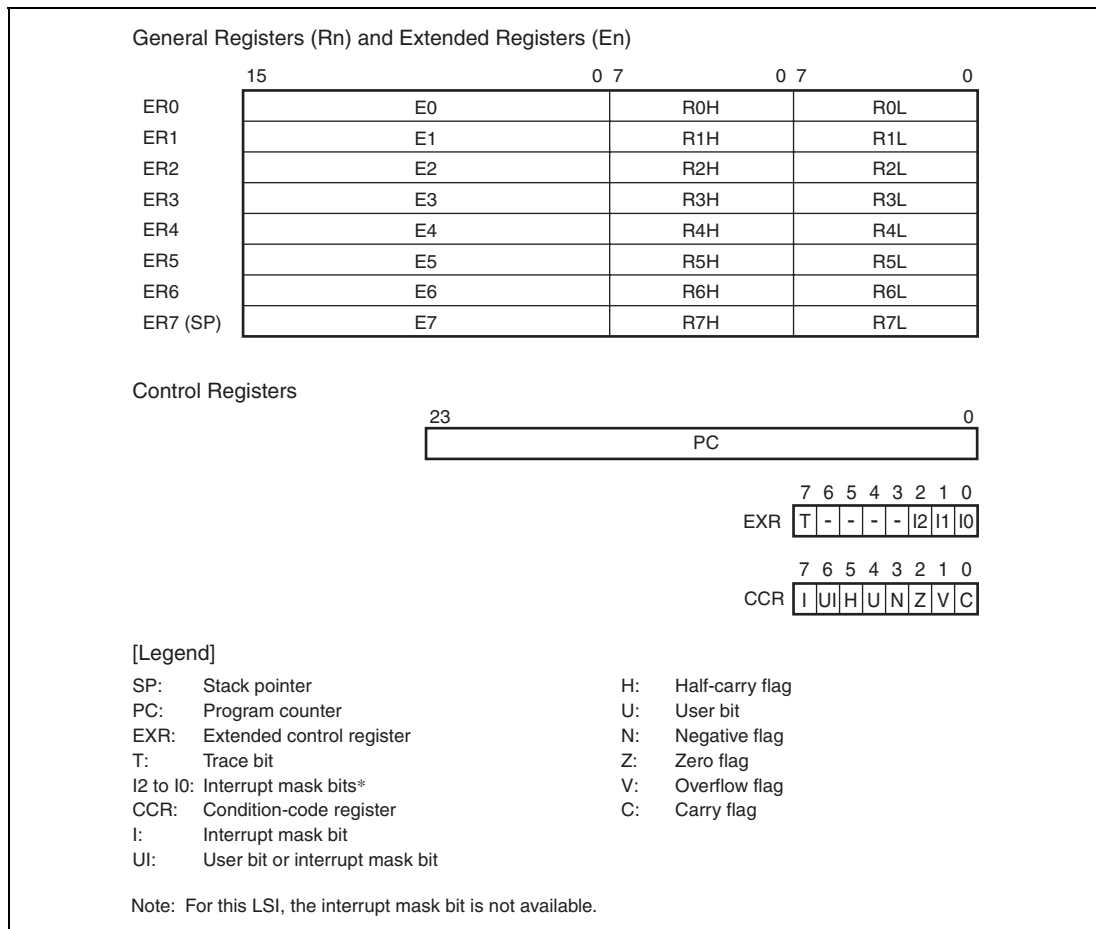 General Registers (Rn) and Extended Registers (En)
15 0 7 0 7 0
ER0 E0 R0H R0L
ER1 E1 R1H R1L
ER2 E2 R2H R2L
ER3 E3 R3H R3L
ER4 E4 R4H R4L
ER5 E5 R5H R5L
ER6 E6 R6H R6L
ER7 (SP) E7 R7H R7L
Control Registers
23 0
PC
7 6 5 4 3 2 1 0
EXR T - - - - I2 I1 I0
7 6 5 4 3 2 1 0
CCR I UI H U N Z V C
[Legend]
SP: Stack pointer
PC: Program counter
EXR: Extended control register
T: Trace bit
I2 to I0: Interrupt mask bits*
CCR: Condition-code register
I: Interrupt mask bit
UI: User bit or interrupt mask bit
H: Half-carry flag
U: User bit
N: Negative flag
Z: Zero flag
V: Overflow flag
C: Carry flag
Note: For this LSI, the interrupt mask bit is not available.